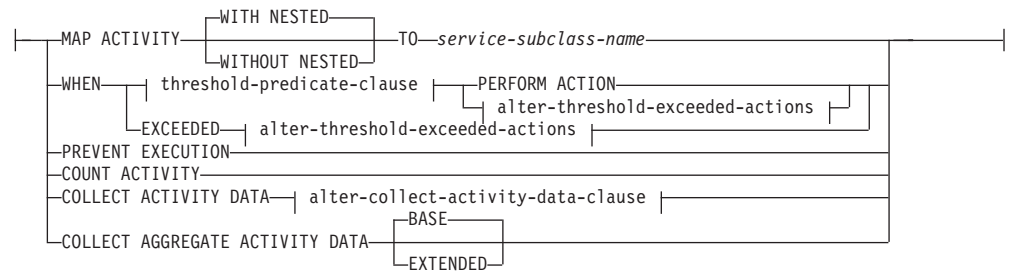 WITH NESTED
MAP ACTIVITY TO service-subclass-name
WITHOUT NESTED
WHEN threshold-predicate-clause PERFORM ACTION
alter-threshold-exceeded-actions
EXCEEDED alter-threshold-exceeded-actions
PREVENT EXECUTION
COUNT ACTIVITY
COLLECT ACTIVITY DATA alter-collect-activity-data-clause
BASE
COLLECT AGGREGATE ACTIVITY DATA
EXTENDED